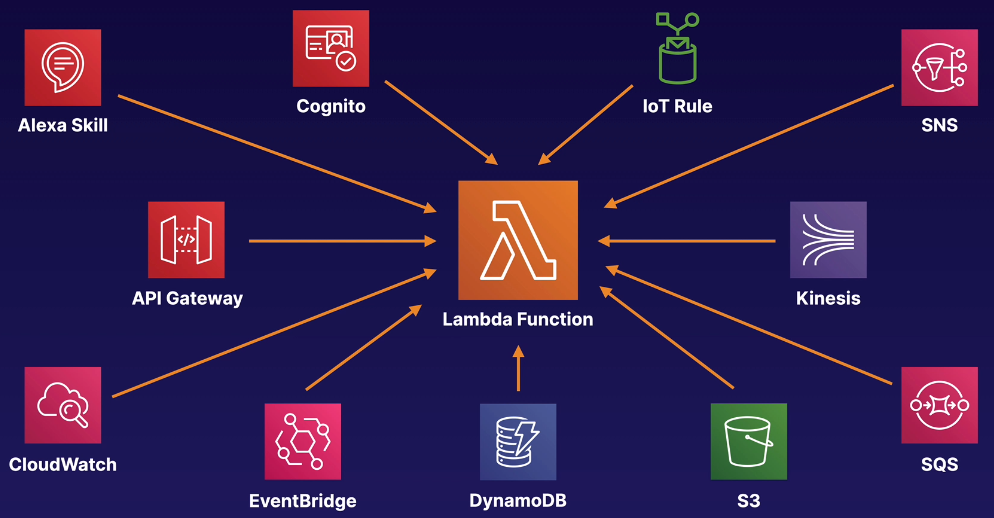 Cognito
IoT Rule
Alexa Skill
SNS
</>
API Gateway
Kinesis
Lambda Function
CloudWatch
SQS
EventBridge
DynamoDB
S3